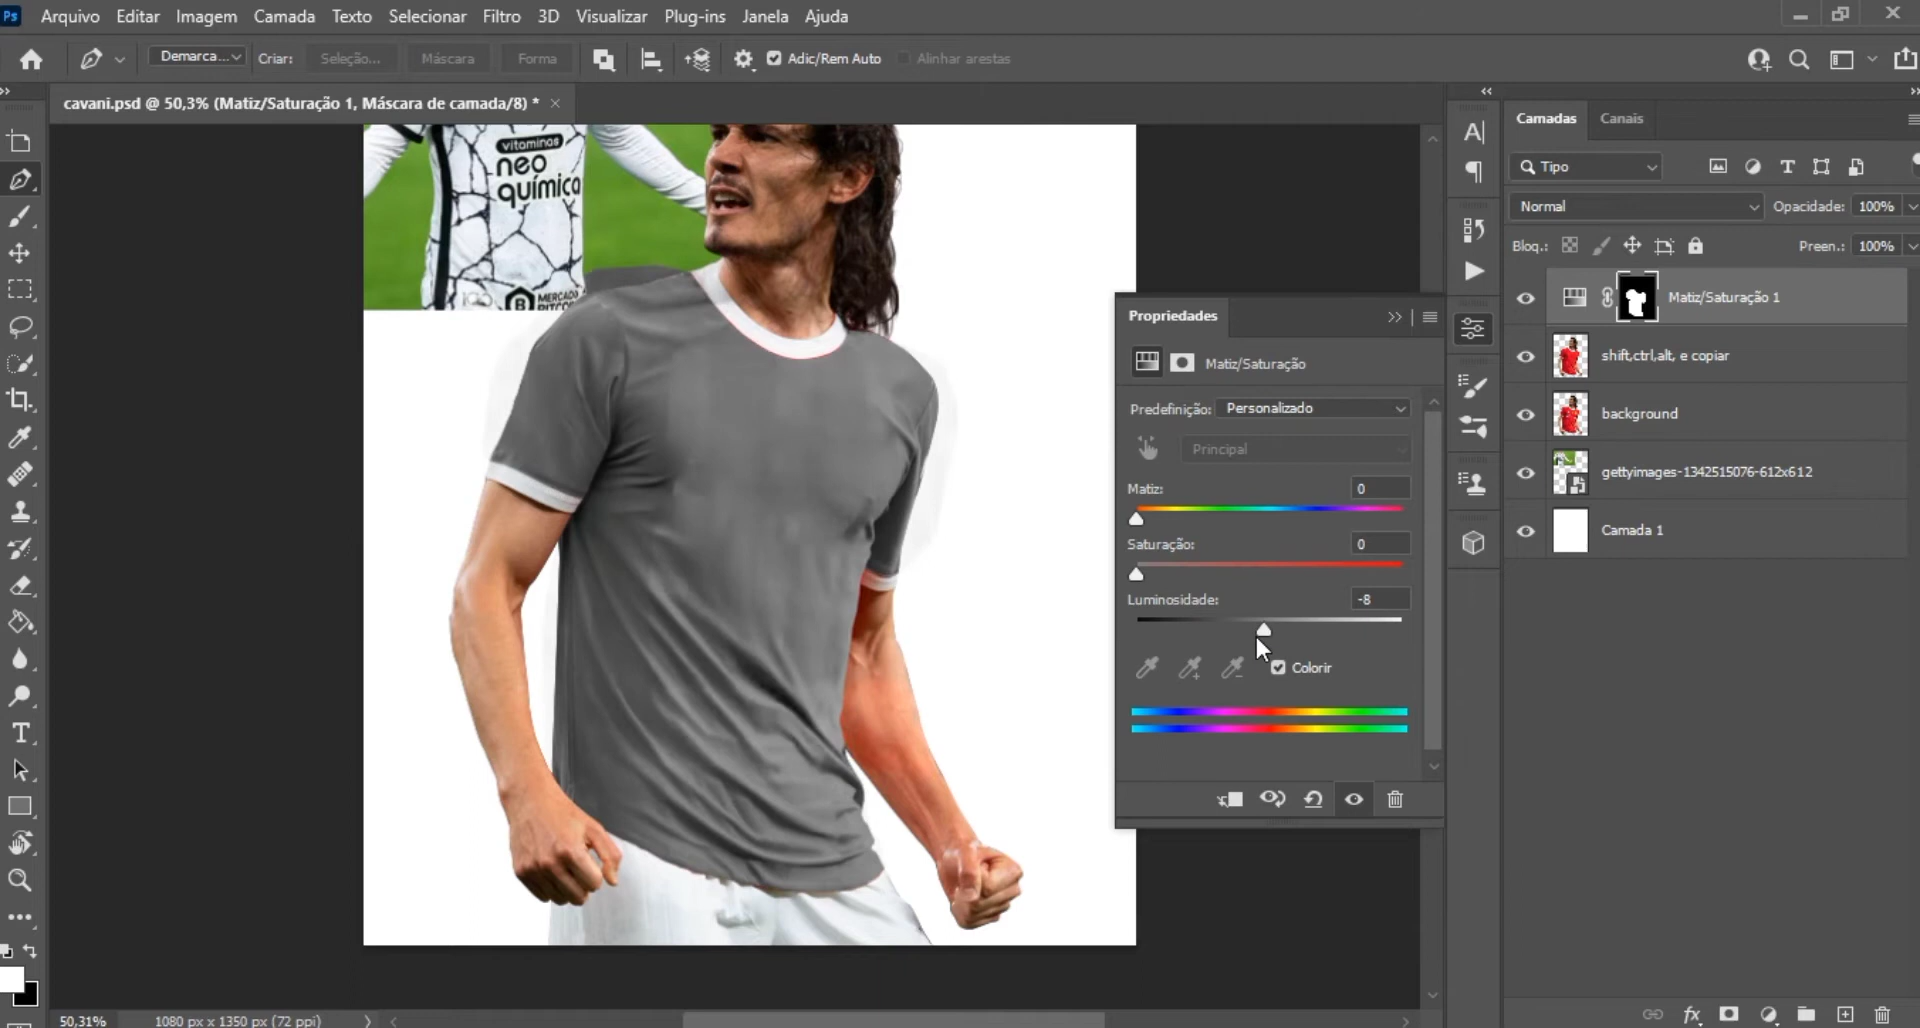 Ps Arquivo Editar Imagem Camada Texto Selecionar Filtro 3D Visualizar Plug-ins Janela Ajuda
Demarca... Criar: Seleção... Máscara Forma Adic/Rem Auto Alinhar arestas
cavani.psd @ 50,3% (Matiz/Saturação 1, Máscara de camada/8) * ×
vitaminas
neo
química
MERCADO
B
Propriedades
Matiz/Saturação
Predefinição: Personalizado
Principal
Matiz: 0
Saturação: 0
Luminosidade: -8
Colorir
Camadas Canais
Tipo
Normal Opacidade: 100%
Bloq.: Preen.: 100%
Matiz/Saturação 1
shift,ctrl,alt, e copiar
background
gettyimages-1342515076-612x612
Camada 1
fx
50,31% 1080 px x 1350 px (72 ppi)